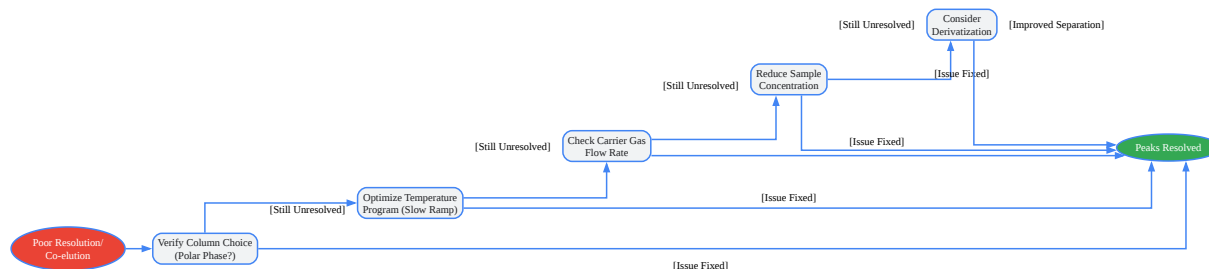 Consider
Derivatization
[Still Unresolved]
[Improved Separation]
Reduce Sample
Concentration
[Still Unresolved]
[Issue Fixed]
Check Carrier Gas
Flow Rate
[Still Unresolved]
[Issue Fixed]
Peaks Resolved
Optimize Temperature
Program (Slow Ramp)
[Still Unresolved]
[Issue Fixed]
Poor Resolution/
Co-elution
Verify Column Choice
(Polar Phase?)
[Issue Fixed]